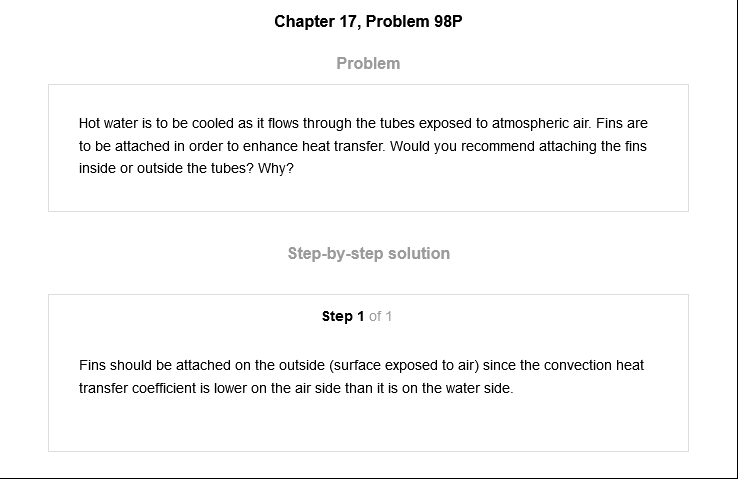 Chapter 17, Problem 98P
Problem
Hot water is to be cooled as it flows through the tubes exposed to atmospheric air. Fins are
to be attached in order to enhance heat transfer. Would you recommend attaching the fins
inside or outside the tubes? Why?
Step-by-step solution
Step 1 of 1
Fins should be attached on the outside (surface exposed to air) since the convection heat
transfer coefficient is lower on the air side than it is on the water side.